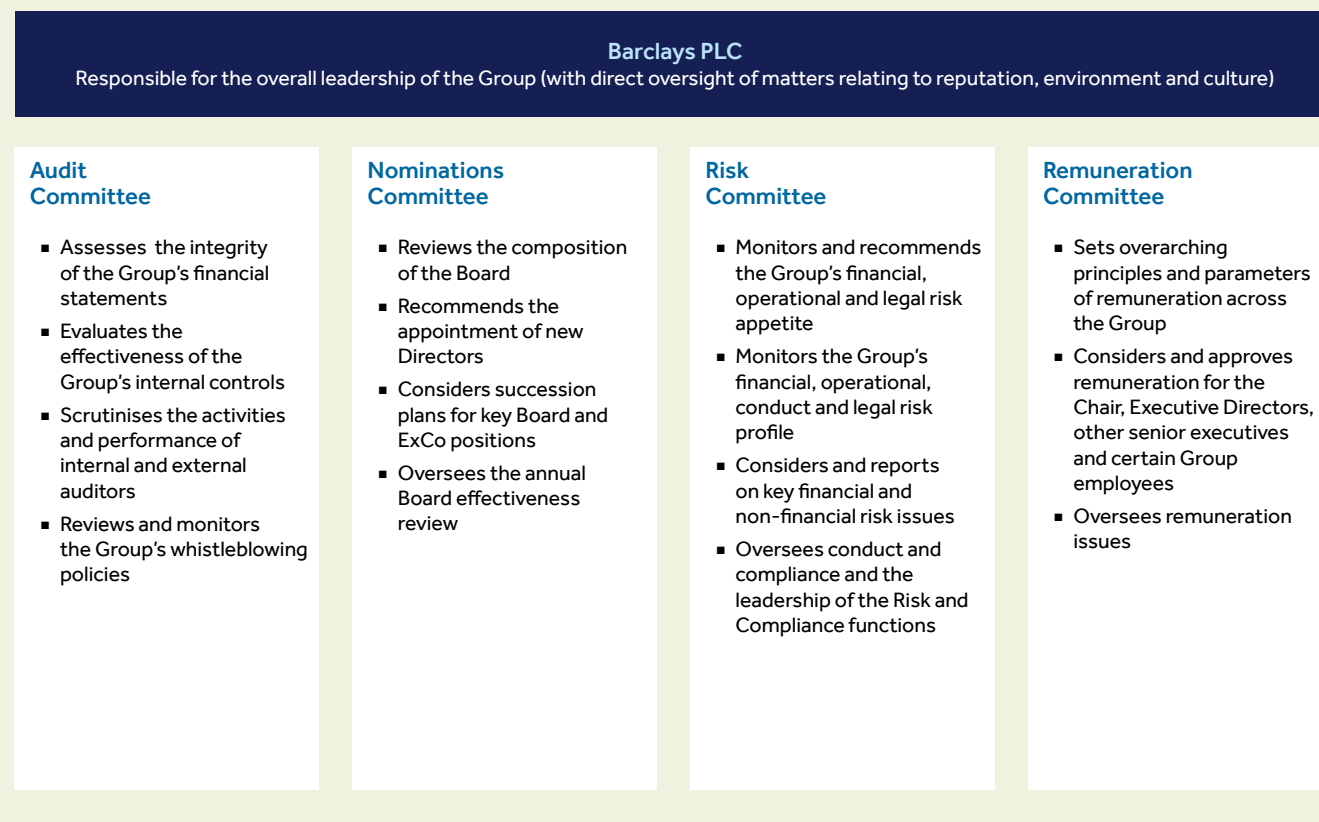 Barclays PLC
Responsible for the overall leadership of the Group (with direct oversight of matters relating to reputation, environment and culture)
Audit
Committee
▪ Assesses the integrity
of the Group's financial
statements
▪ Evaluates the
effectiveness of the
Group's internal controls
▪ Scrutinises the activities
and performance of
internal and external
auditors
▪ Reviews and monitors
the Group's whistleblowing
policies
Nominations
Committee
▪ Reviews the composition
of the Board
▪ Recommends the
appointment of new
Directors
▪ Considers succession
plans for key Board and
ExCo positions
▪ Oversees the annual
Board effectiveness
review
Risk
Committee
▪ Monitors and recommends
the Group's financial,
operational and legal risk
appetite
▪ Monitors the Group's
financial, operational,
conduct and legal risk
profile
▪ Considers and reports
on key financial and
non-financial risk issues
▪ Oversees conduct and
compliance and the
leadership of the Risk and
Compliance functions
Remuneration
Committee
▪ Sets overarching
principles and parameters
of remuneration across
the Group
▪ Considers and approves
remuneration for the
Chair, Executive Directors,
other senior executives
and certain Group
employees
▪ Oversees remuneration
issues